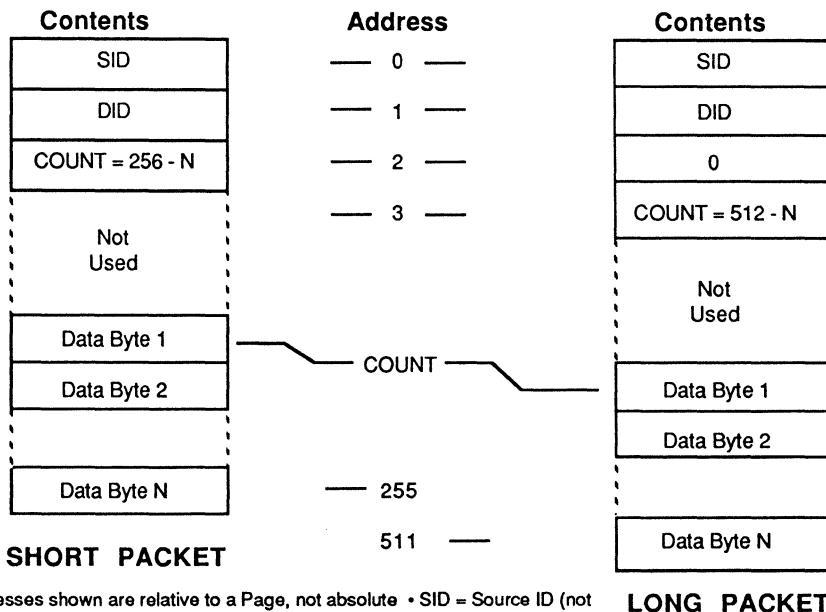 Contents
Address
Contents
SID
0
SID
DID
1
DID
COUNT = 256 - N
2
0
3
COUNT = 512 - N
Not
Used
Not
Used
Data Byte 1
COUNT
Data Byte 2
Data Byte 1
Data Byte 2
Data Byte N
255
511
Data Byte N
SHORT PACKET
LONG PACKET
shown are relative to a Page, not absolute • SID = Source ID (not